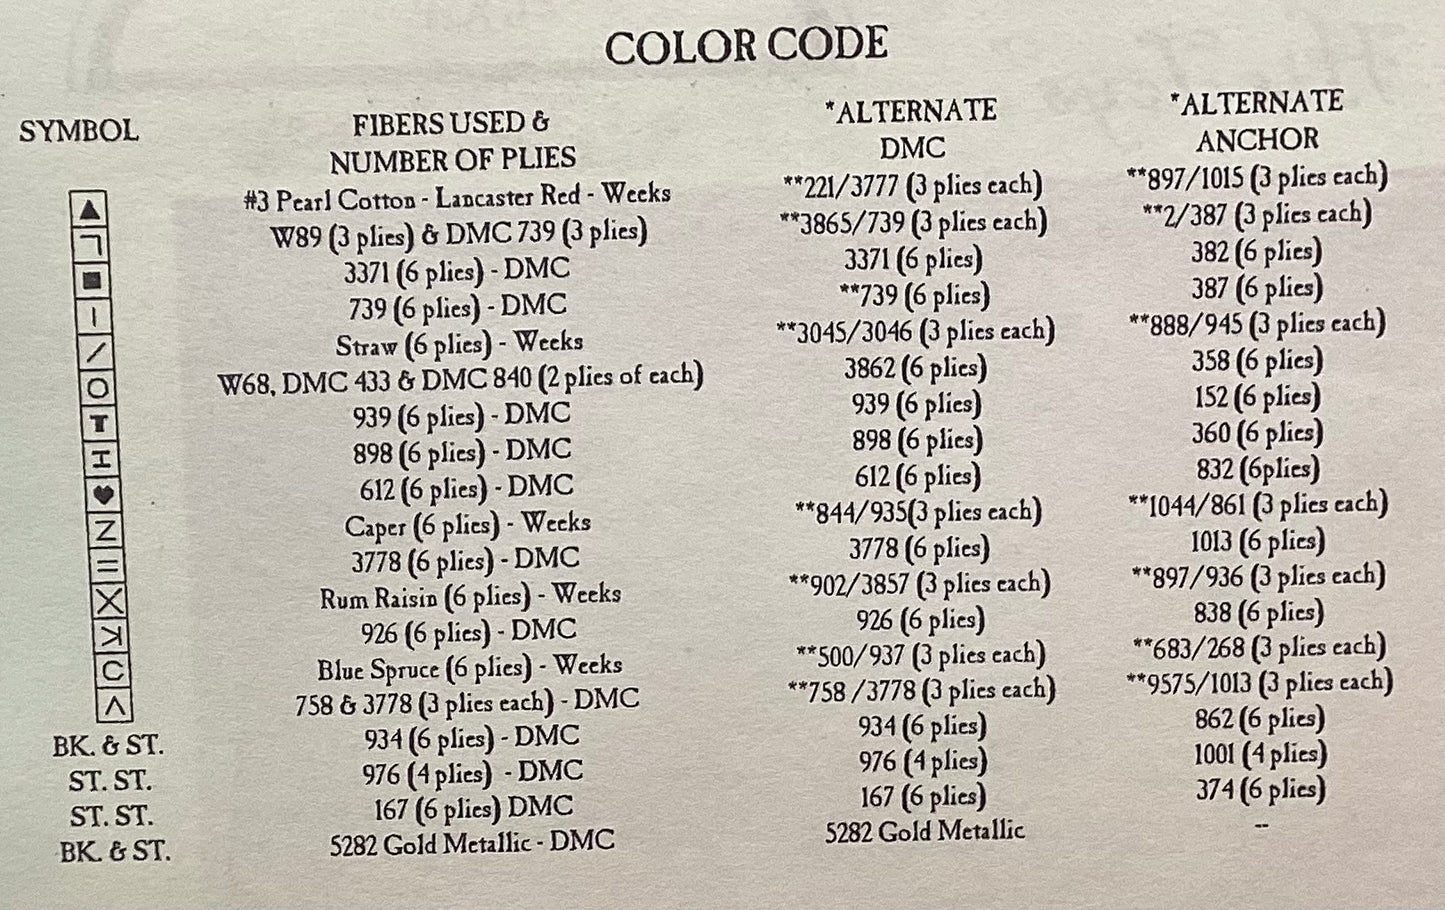 COLOR CODE
SYMBOL FIBERS USED & NUMBER OF PLIES *ALTERNATE DMC *ALTERNATE ANCHOR
#3 Pearl Cotton - Lancaster Red - Weeks **221/3777 (3 plies each) **897/1015 (3 plies each)
W89 (3 plies) & DMC 739 (3 plies) **3865/739 (3 plies each) **2/387 (3 plies each)
3371 (6 plies) - DMC 3371 (6 plies) 382 (6 plies)
739 (6 plies) - DMC **739 (6 plies) 387 (6 plies)
Straw (6 plies) - Weeks **3045/3046 (3 plies each) **888/945 (3 plies each)
W68, DMC 433 & DMC 840 (2 plies of each) 3862 (6 plies) 358 (6 plies)
939 (6 plies) - DMC 939 (6 plies) 152 (6 plies)
898 (6 plies) - DMC 898 (6 plies) 360 (6 plies)
612 (6 plies) - DMC 612 (6 plies) 832 (6plies)
Caper (6 plies) - Weeks **844/935(3 plies each) **1044/861 (3 plies each)
3778 (6 plies) - DMC 3778 (6 plies) 1013 (6 plies)
Rum Raisin (6 plies) - Weeks **902/3857 (3 plies each) **897/936 (3 plies each)
926 (6 plies) - DMC 926 (6 plies) 838 (6 plies)
Blue Spruce (6 plies) - Weeks **500/937 (3 plies each) **683/268 (3 plies each)
758 & 3778 (3 plies each) - DMC **758 /3778 (3 plies each) **9575/1013 (3 plies each)
BK. & ST. 934 (6 plies) - DMC 934 (6 plies) 862 (6 plies)
ST. ST. 976 (4 plies) - DMC 976 (4 plies) 1001 (4 plies)
ST. ST. 167 (6 plies) DMC 167 (6 plies) 374 (6 plies)
BK. & ST. 5282 Gold Metallic - DMC 5282 Gold Metallic --